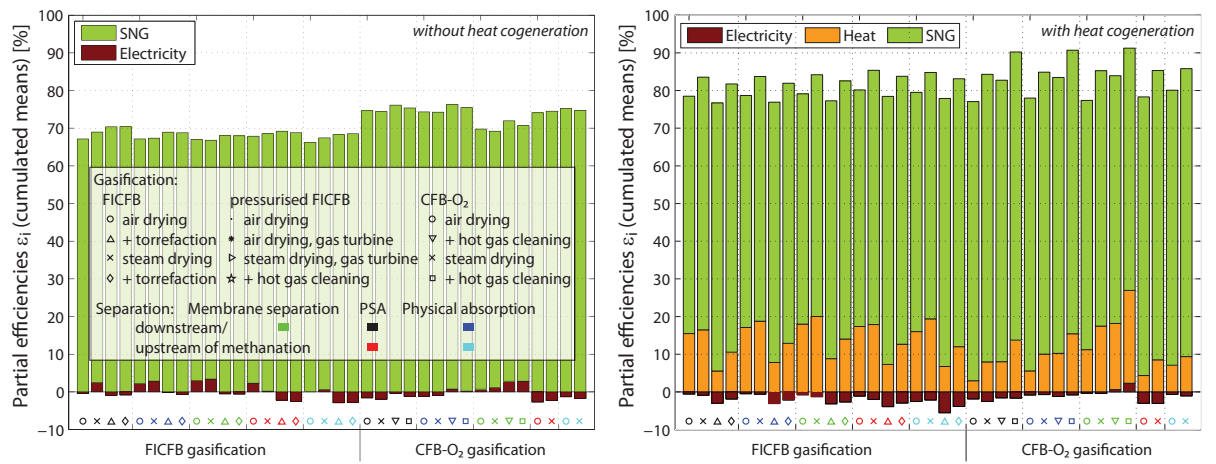 100
90
80
70
60
50
40
30
20
10
0
−10
Partial efficiencies εi (cumulated means) [%]
SNG
Electricity
without heat cogeneration
Gasification:
FICFB
pressurised FICFB
CFB-O₂
air drying
air drying
air drying
+ torrefaction
air drying, gas turbine
+ hot gas cleaning
steam drying
steam drying, gas turbine
steam drying
+ torrefaction
+ hot gas cleaning
+ hot gas cleaning
Separation:
Membrane separation
PSA
Physical absorption
downstream/
upstream of methanation
FICFB gasification
CFB-O₂ gasification
100
90
80
70
60
50
40
30
20
10
0
−10
Partial efficiencies εi (cumulated means) [%]
Electricity
Heat
SNG
with heat cogeneration
FICFB gasification
CFB-O₂ gasification